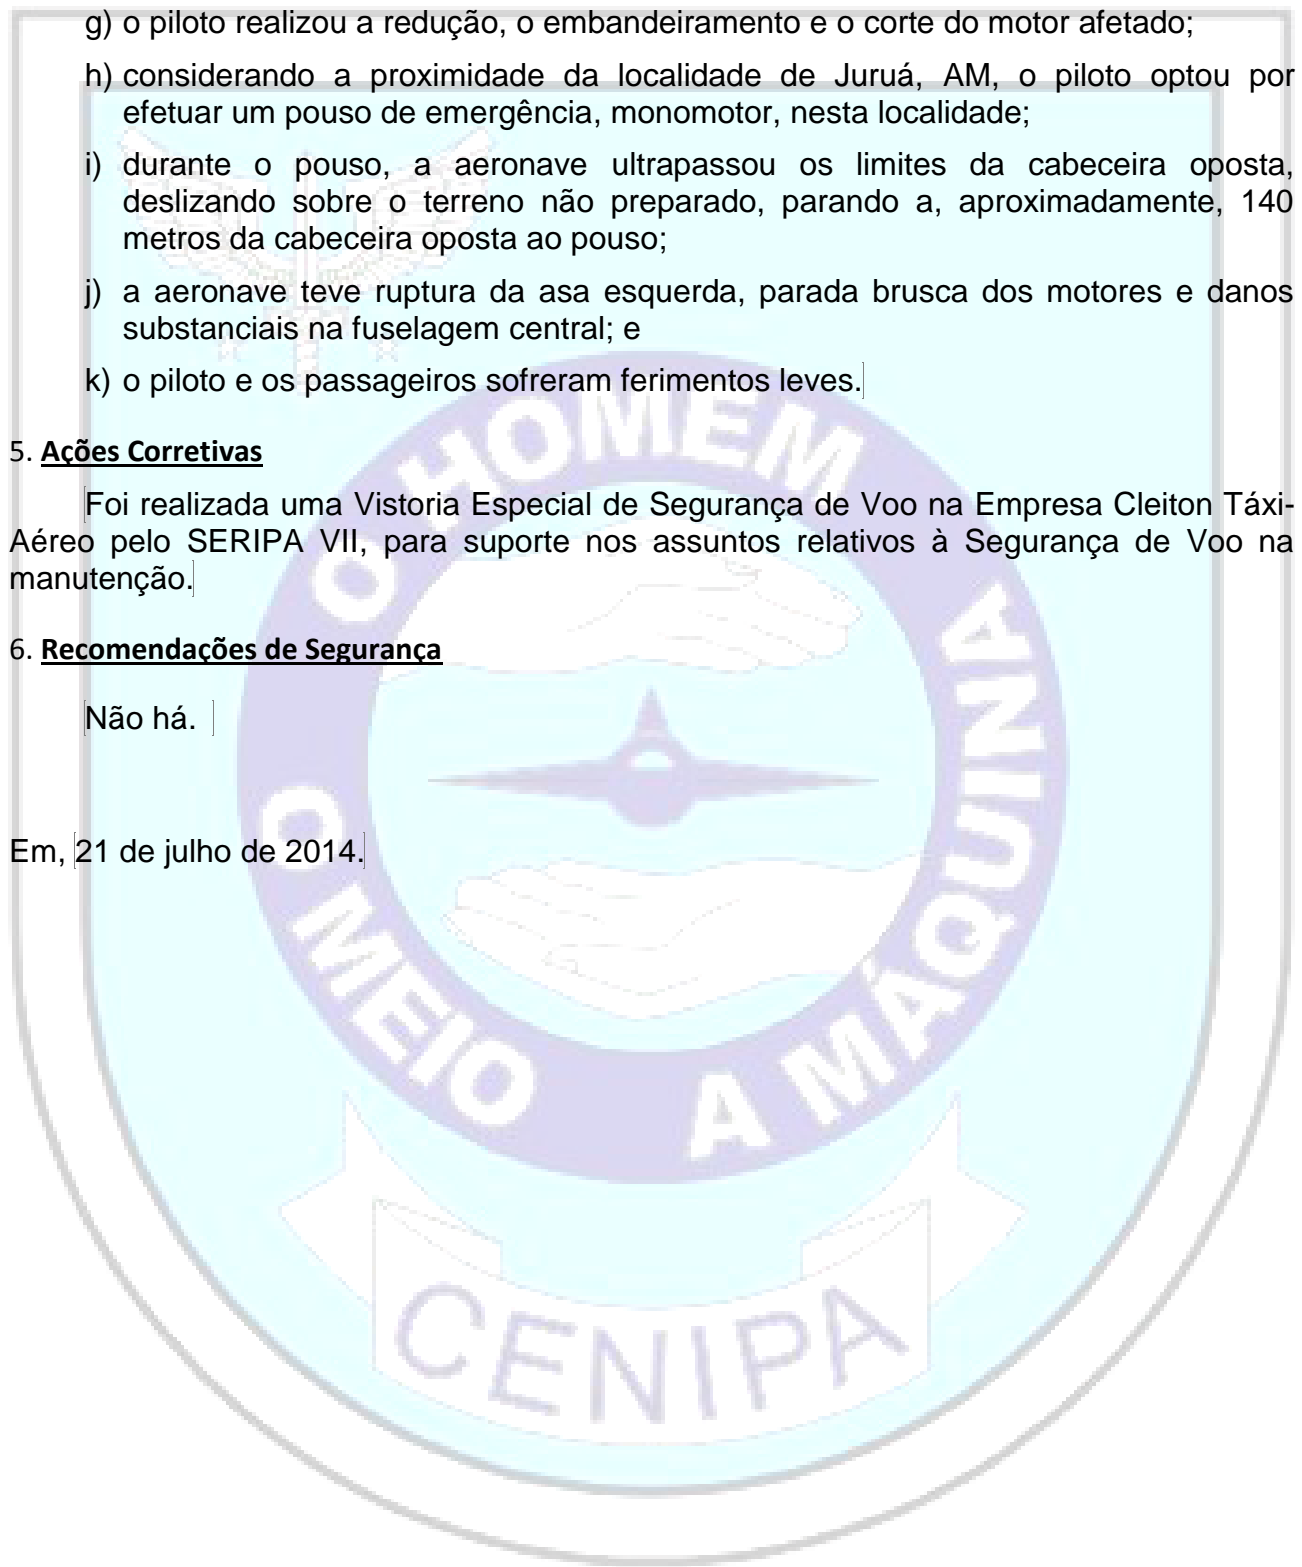 g) o piloto realizou a redução, o embandeiramento e o corte do motor afetado;
h) considerando a proximidade da localidade de Juruá, AM, o piloto optou por
efetuar um pouso de emergência, monomotor, nesta localidade;
i) durante o pouso, a aeronave ultrapassou os limites da cabeceira oposta,
deslizando sobre o terreno não preparado, parando a, aproximadamente, 140
metros da cabeceira oposta ao pouso;
j) a aeronave teve ruptura da asa esquerda, parada brusca dos motores e danos
substanciais na fuselagem central; e
k) o piloto e os passageiros sofreram ferimentos leves.
5. Ações Corretivas
Foi realizada uma Vistoria Especial de Segurança de Voo na Empresa Cleiton Táxi-
Aéreo pelo SERIPA VII, para suporte nos assuntos relativos à Segurança de Voo na
manutenção.
6. Recomendações de Segurança
Não há.
Em, 21 de julho de 2014.
O HOMEM
A MÁQUINA
O MEIO
CENIPA